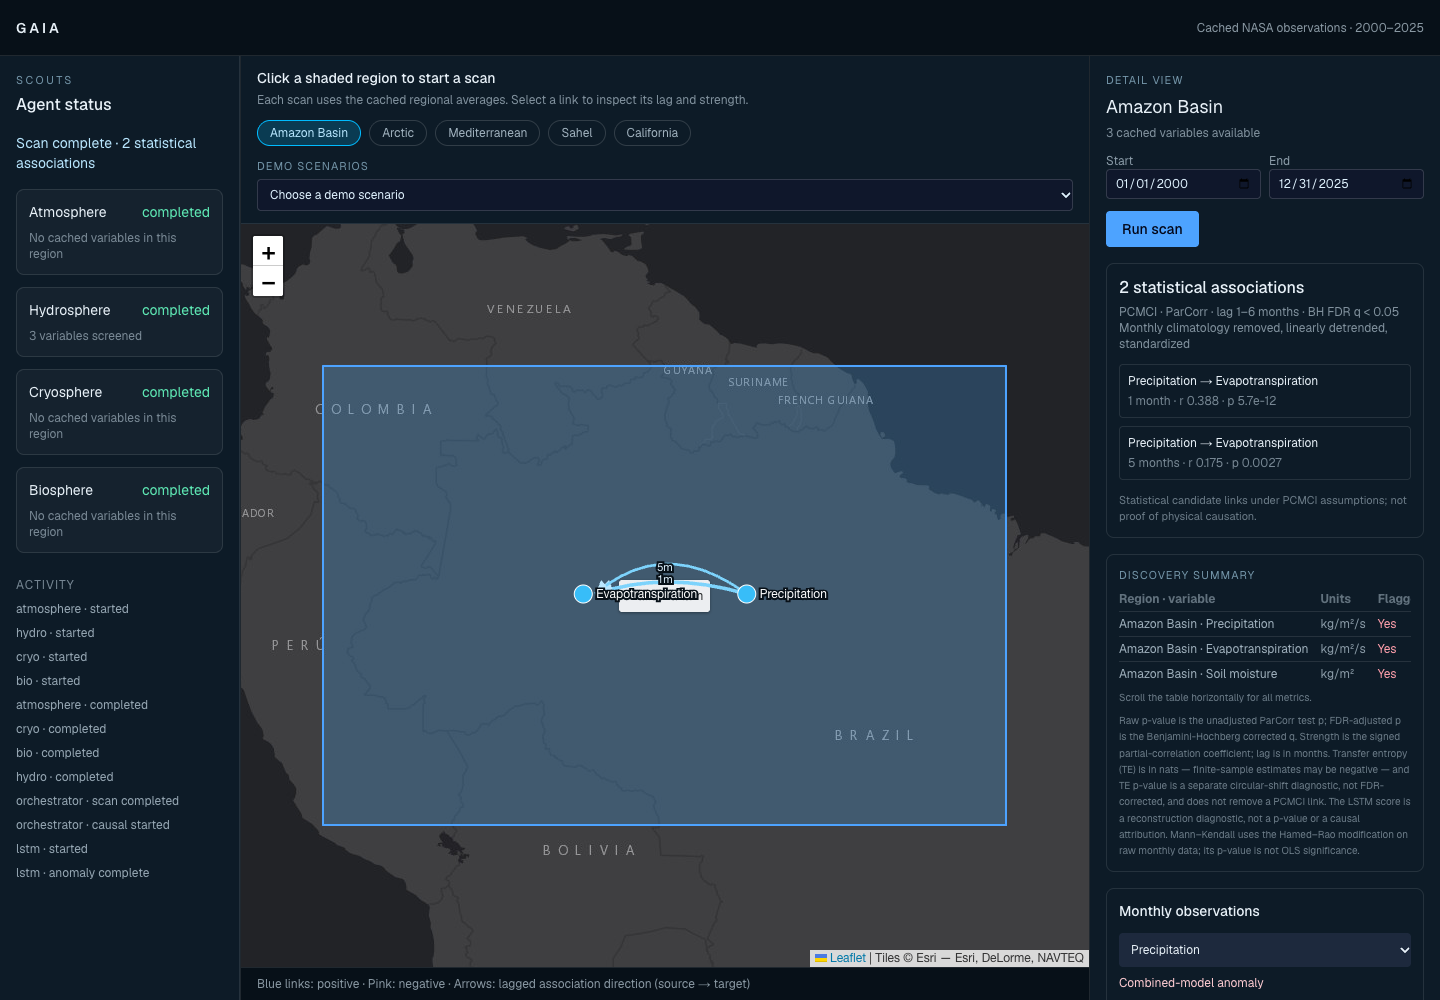 GAIA
Cached NASA observations · 2000–2025
SCOUTS
Agent status
Scan complete · 2 statistical
associations
Atmosphere completed
No cached variables in this
region
Hydrosphere completed
3 variables screened
Cryosphere completed
No cached variables in this
region
Biosphere completed
No cached variables in this
region
ACTIVITY
atmosphere · started
hydro · started
cryo · started
bio · started
atmosphere · completed
cryo · completed
bio · completed
hydro · completed
orchestrator · scan completed
orchestrator · causal started
lstm · started
lstm · anomaly complete
Click a shaded region to start a scan
Each scan uses the cached regional averages. Select a link to inspect its lag and strength.
Amazon Basin Arctic Mediterranean Sahel California
DEMO SCENARIOS
Choose a demo scenario
+
−
VENEZUELA
GUYANA
SURINAME
FRENCH GUIANA
COLOMBIA
ADOR
5m
1m
Evapotranspiration
Precipitation
PERÚ
BRAZIL
BOLIVIA
Leaflet | Tiles © Esri — Esri, DeLorme, NAVTEQ
Blue links: positive · Pink: negative · Arrows: lagged association direction (source → target)
DETAIL VIEW
Amazon Basin
3 cached variables available
Start End
01/01/2000 12/31/2025
Run scan
2 statistical associations
PCMCI · ParCorr · lag 1–6 months · BH FDR q < 0.05
Monthly climatology removed, linearly detrended,
standardized
Precipitation → Evapotranspiration
1 month · r 0.388 · p 5.7e-12
Precipitation → Evapotranspiration
5 months · r 0.175 · p 0.0027
Statistical candidate links under PCMCI assumptions; not
proof of physical causation.
DISCOVERY SUMMARY
Region · variable Units Flagg
Amazon Basin · Precipitation kg/m²/s Yes
Amazon Basin · Evapotranspiration kg/m²/s Yes
Amazon Basin · Soil moisture kg/m² Yes
Scroll the table horizontally for all metrics.
Raw p-value is the unadjusted ParCorr test p; FDR-adjusted p
is the Benjamini-Hochberg corrected q. Strength is the signed
partial-correlation coefficient; lag is in months. Transfer entropy
(TE) is in nats — finite-sample estimates may be negative — and
TE p-value is a separate circular-shift diagnostic, not FDR-
corrected, and does not remove a PCMCI link. The LSTM score is
a reconstruction diagnostic, not a p-value or a causal
attribution. Mann–Kendall uses the Hamed–Rao modification on
raw monthly data; its p-value is not OLS significance.
Monthly observations
Precipitation
Combined-model anomaly